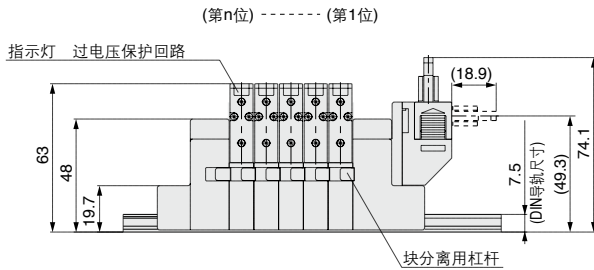 (第n位) -------- (第1位)
指示灯 过电压保护回路
(18.9)
63
48
19.7
7.5
(DIN导轨尺寸)
(49.3)
74.1
块分离用杠杆